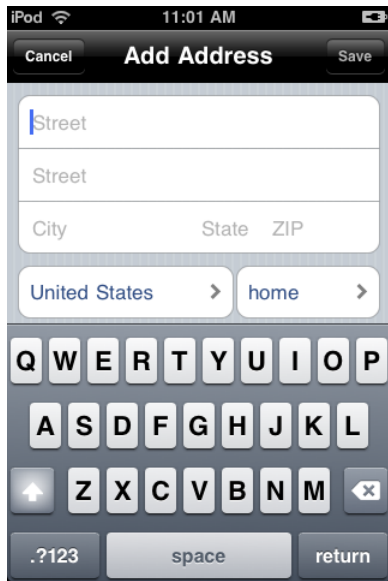 iPod 11:01 AM
Cancel Add Address Save
Street
Street
City State ZIP
United States home
Q W E R T Y U I O P
A S D F G H J K L
Z X C V B N M
.?123 space return